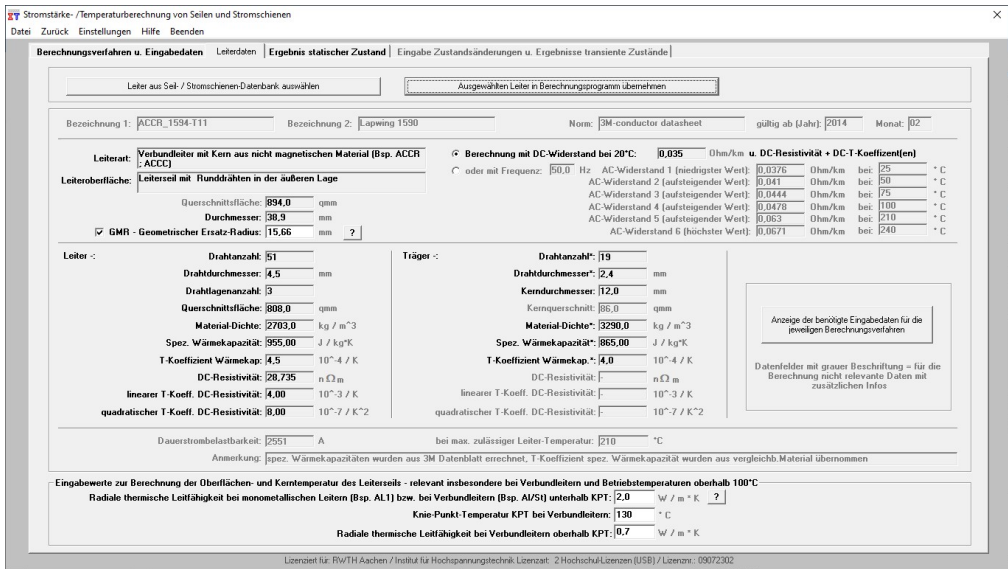 Stromstärke- /Temperaturberechnung von Seilen und Stromschienen
Datei Zurück Einstellungen Hilfe Beenden
Berechnungsverfahren u. Eingabedaten Leiterdaten Ergebnis statischer Zustand Eingabe Zustandsänderungen u. Ergebnisse transiente Zustände
Leiter aus Seil- / Stromschienen-Datenbank auswählen Ausgewählten Leiter in Berechnungsprogramm übernehmen
Bezeichnung 1: ACCR_1594-T11 Bezeichnung 2: Lapwing 1590 Norm: 3M-conductor datasheet gültig ab (Jahr): 2014 Monat: 02
Leiterart: Verbundleiter mit Kern aus nicht magnetischen Material (Bsp. ACCR ; ACCC)
Leiteroberfläche: Leiterseil mit Runddrähten in der äußeren Lage
Querschnittsfläche: 894,0 qmm
Durchmesser: 38,9 mm
GMR - Geometrischer Ersatz-Radius: 15,66 mm ?
Berechnung mit DC-Widerstand bei 20°C: 0,035 Ohm/km u. DC-Resistivität + DC-T-Koeffizent(en)
oder mit Frequenz: 50,0 Hz AC-Widerstand 1 (niedrigster Wert): 0,0376 Ohm/km bei: 25 ° C
AC-Widerstand 2 (aufsteigender Wert): 0,041 Ohm/km bei: 50 ° C
AC-Widerstand 3 (aufsteigender Wert): 0,0444 Ohm/km bei: 75 ° C
AC-Widerstand 4 (aufsteigender Wert): 0,0478 Ohm/km bei: 100 ° C
AC-Widerstand 5 (aufsteigender Wert): 0,063 Ohm/km bei: 210 ° C
AC-Widerstand 6 (höchster Wert): 0,0671 Ohm/km bei: 240 ° C
Leiter -: Drahtanzahl: 51
Drahtdurchmesser: 4,5 mm
Drahtlagenanzahl: 3
Querschnittsfläche: 808,0 qmm
Material-Dichte: 2703,0 kg / m^3
Spez. Wärmekapazität: 955,00 J / kg*K
T-Koeffizient Wärmekap: 4,5 10^-4 / K
DC-Resistivität: 28,735 n Ω m
linearer T-Koeff. DC-Resistivität: 4,00 10^-3 / K
quadratischer T-Koeff. DC-Resistivität: 8,00 10^-7 / K^2
Träger -: Drahtanzahl*: 19
Drahtdurchmesser*: 2,4 mm
Kerndurchmesser: 12,0 mm
Kernquerschnitt: 86,0 qmm
Material-Dichte*: 3290,0 kg / m^3
Spez. Wärmekapazität*: 865,00 J / kg*K
T-Koeffizient Wärmekap.*: 4,0 10^-4 / K
DC-Resistivität: - n Ω m
linearer T-Koeff. DC-Resistivität: - 10^-3 / K
quadratischer T-Koeff. DC-Resistivität: - 10^-7 / K^2
Anzeige der benötigte Eingabedaten für die
jeweiligen Berechnungsverfahren
Datenfelder mit grauer Beschriftung = für die
Berechnung nicht relevante Daten mit
zusätzlichen Infos
Dauerstrombelastbarkeit: 2551 A bei max. zulässiger Leiter-Temperatur: 210 °C
Anmerkung: spez. Wärmekapazitäten wurden aus 3M Datenblatt errechnet, T-Koeffizient spez. Wärmekapazität wurden aus vergleichb.Material übernommen
Eingabewerte zur Berechnung der Oberflächen- und Kerntemperatur des Leiterseils - relevant insbesondere bei Verbundleitern und Betriebstemperaturen oberhalb 100°C
Radiale thermische Leitfähigkeit bei monometallischen Leitern (Bsp. AL1) bzw. bei Verbundleitern (Bsp. Al/St) unterhalb KPT: 2,0 W / m * K ?
Knie-Punkt-Temperatur KPT bei Verbundleitern: 130 ° C
Radiale thermische Leitfähigkeit bei Verbundleitern oberhalb KPT: 0,7 W / m * K
Lizenziert für: RWTH Aachen / Institut für Hochspannungstechnik Lizenzart: 2 Hochschul-Lizenzen (USB) / Lizenznr.: 09072302